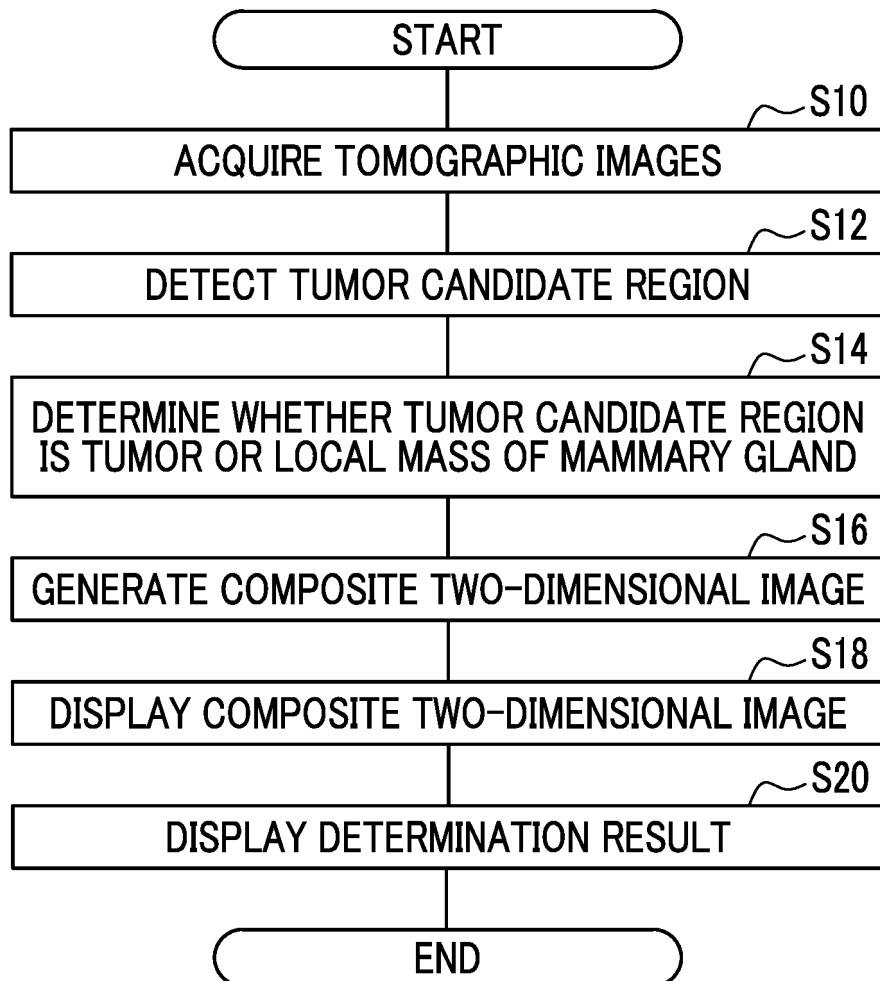 START
S10
ACQUIRE TOMOGRAPHIC IMAGES
S12
DETECT TUMOR CANDIDATE REGION
S14
DETERMINE WHETHER TUMOR CANDIDATE REGION
IS TUMOR OR LOCAL MASS OF MAMMARY GLAND
S16
GENERATE COMPOSITE TWO-DIMENSIONAL IMAGE
S18
DISPLAY COMPOSITE TWO-DIMENSIONAL IMAGE
S20
DISPLAY DETERMINATION RESULT
END